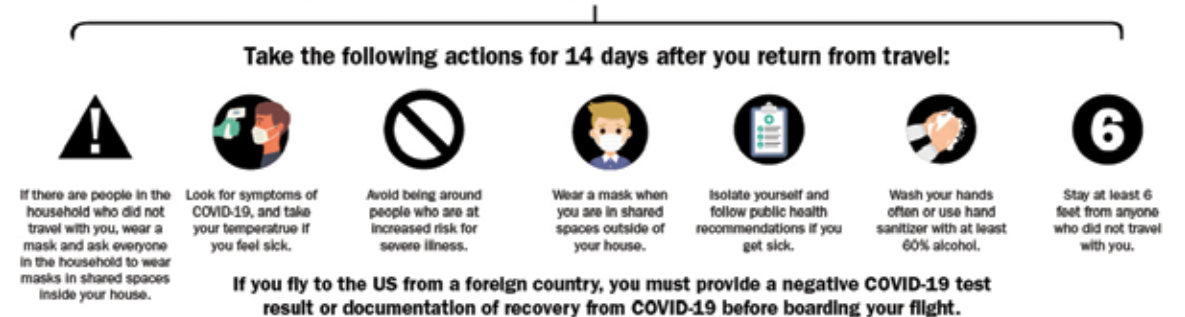 Take the following actions for 14 days after you return from travel:
!
6
If there are people in the
household who did not
travel with you, wear a
mask and ask everyone
in the household to wear
masks in shared spaces
inside your house.
Look for symptoms of
COVID-19, and take
your temperatrue if
you feel sick.
Avoid being around
people who are at
increased risk for
severe illness.
Wear a mask when
you are in shared
spaces outside of
your house.
Isolate yourself and
follow public health
recommendations if you
get sick.
Wash your hands
often or use hand
sanitizer with at least
60% alcohol.
Stay at least 6
feet from anyone
who did not travel
with you.
If you fly to the US from a foreign country, you must provide a negative COVID-19 test
result or documentation of recovery from COVID-19 before boarding your flight.